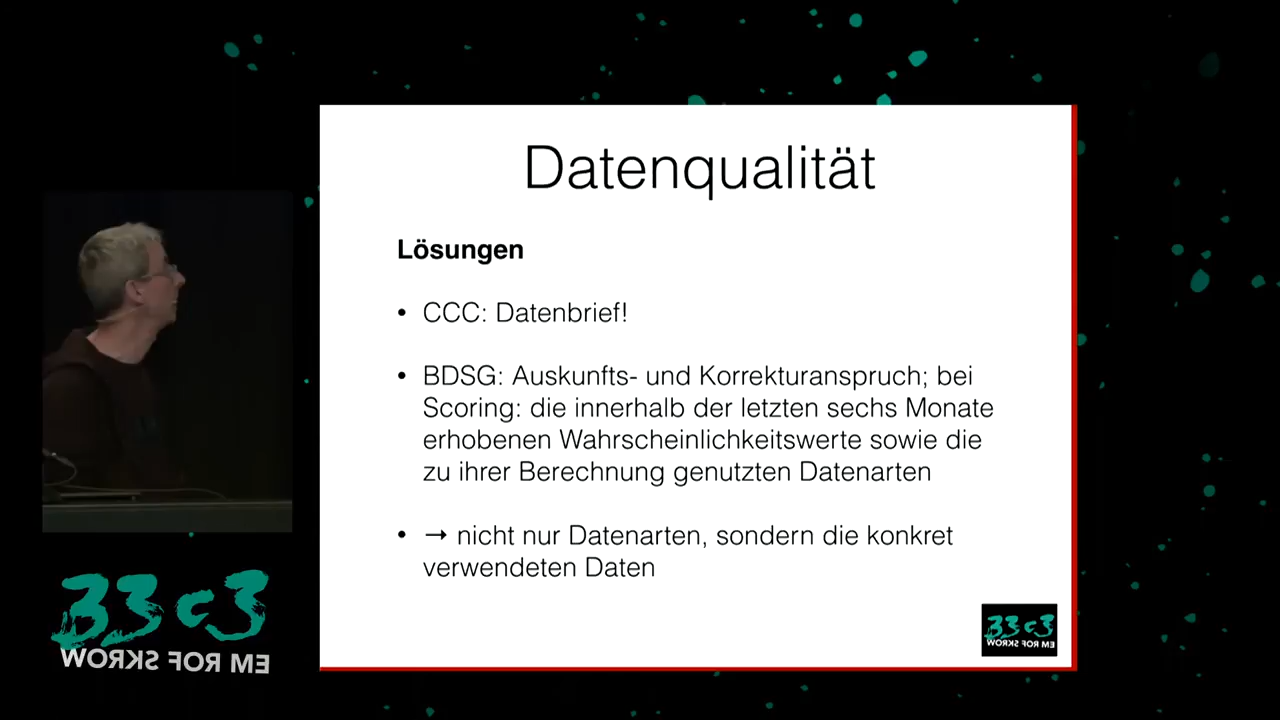 Datenqualität
Lösungen
• CCC: Datenbrief!
• BDSG: Auskunfts- und Korrekturanspruch; bei
Scoring: die innerhalb der letzten sechs Monate
erhobenen Wahrscheinlichkeitswerte sowie die
zu ihrer Berechnung genutzten Datenarten
• → nicht nur Datenarten, sondern die konkret
verwendeten Daten
33c3
WORKS FOR ME
33c3
WORKS FOR ME